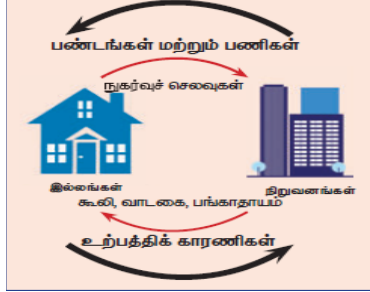 பண்டங்கள் மற்றும் பணிகள்
நுகர்வுச் செலவுகள்
இல்லங்கள்
நிறுவனங்கள்
கூலி, வாடகை, பங்காதாயம்
உற்பத்திக் காரணிகள்